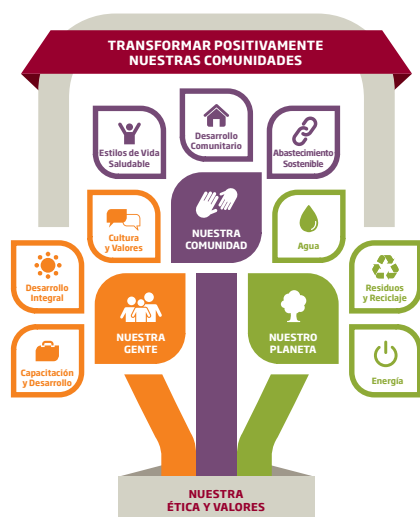 TRANSFORMAR POSITIVAMENTE
NUESTRAS COMUNIDADES
Desarrollo
Comunitario
Estilos de Vida
Saludable
Abastecimiento
Sostenible
Cultura
y Valores
NUESTRA
COMUNIDAD
Agua
Desarrollo
Integral
Residuos
y Reciclaje
NUESTRA
GENTE
NUESTRO
PLANETA
Capacitación
y Desarrollo
Energía
NUESTRA
ÉTICA Y VALORES